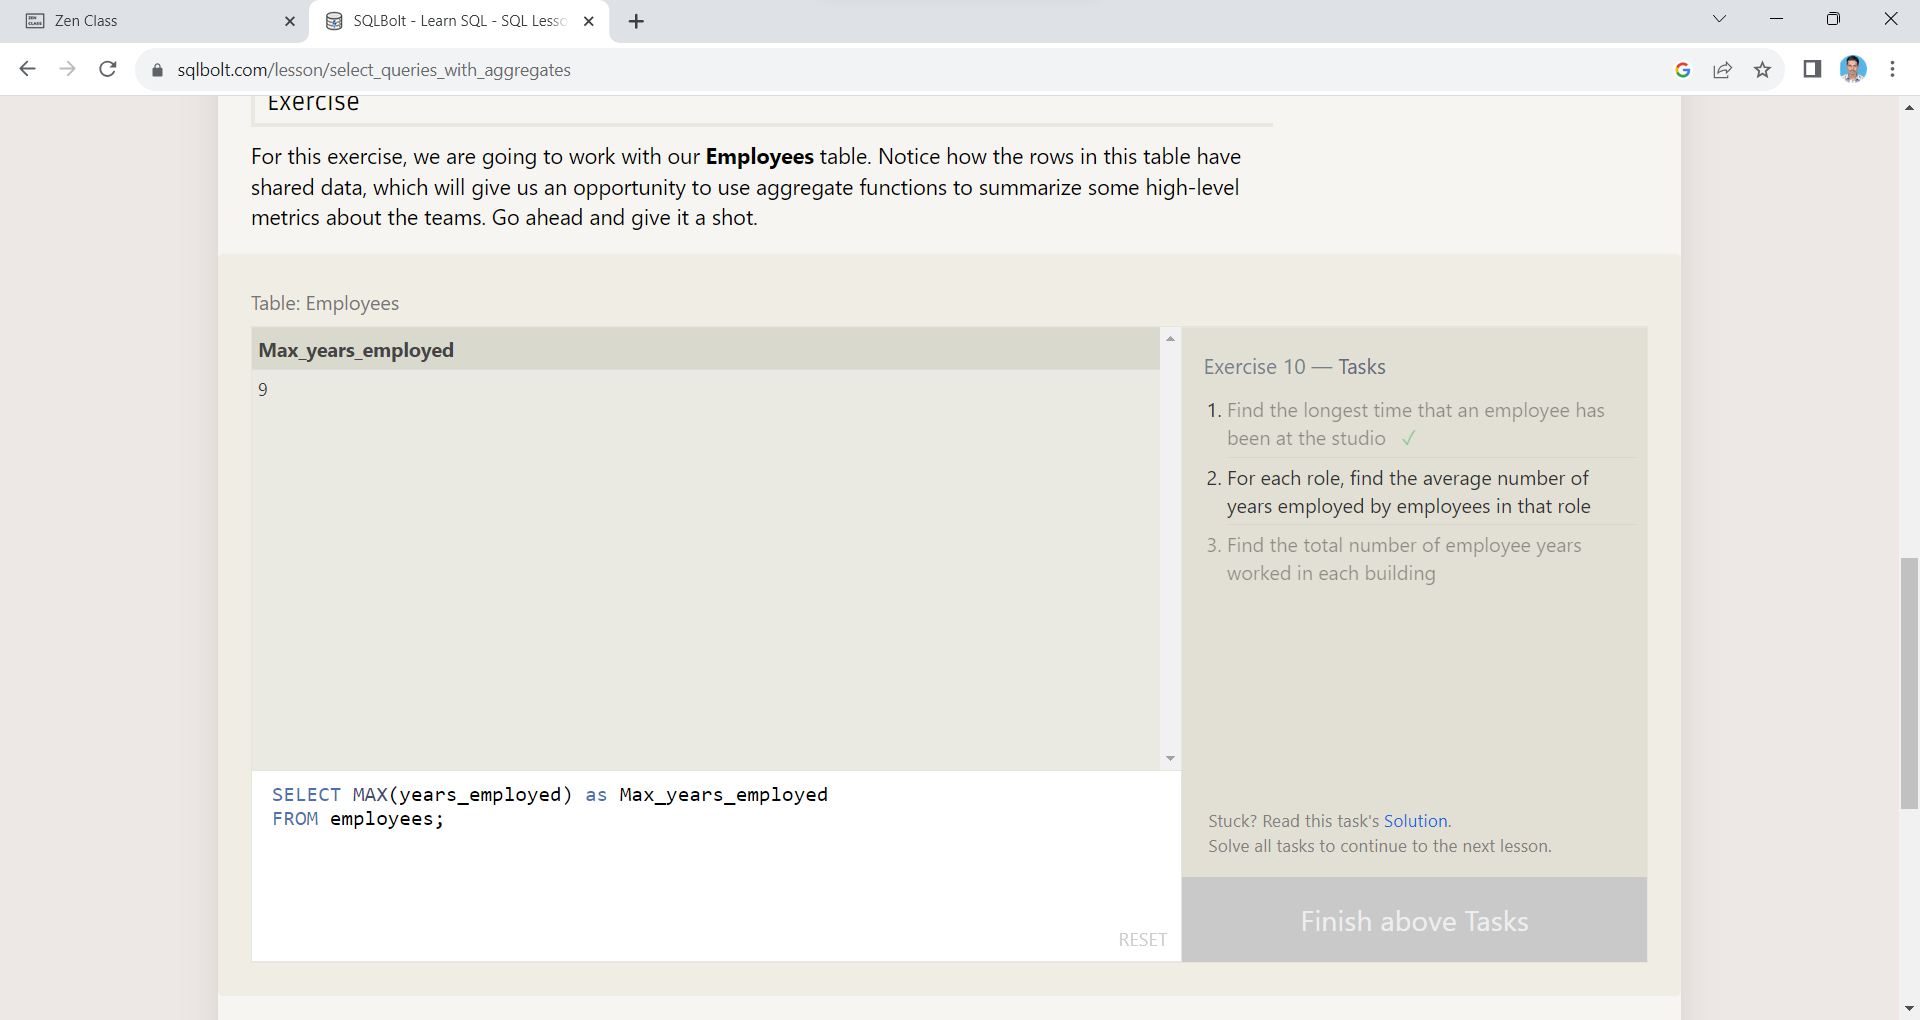 Zen Class
SQLBolt - Learn SQL - SQL Lesso
sqlbolt.com/lesson/select_queries_with_aggregates
Exercise
For this exercise, we are going to work with our Employees table. Notice how the rows in this table have
shared data, which will give us an opportunity to use aggregate functions to summarize some high-level
metrics about the teams. Go ahead and give it a shot.
Table: Employees
Max_years_employed
9
SELECT MAX(years_employed) as Max_years_employed
FROM employees;
RESET
Exercise 10 — Tasks
1. Find the longest time that an employee has
been at the studio ✓
2. For each role, find the average number of
years employed by employees in that role
3. Find the total number of employee years
worked in each building
Stuck? Read this task's Solution.
Solve all tasks to continue to the next lesson.
Finish above Tasks